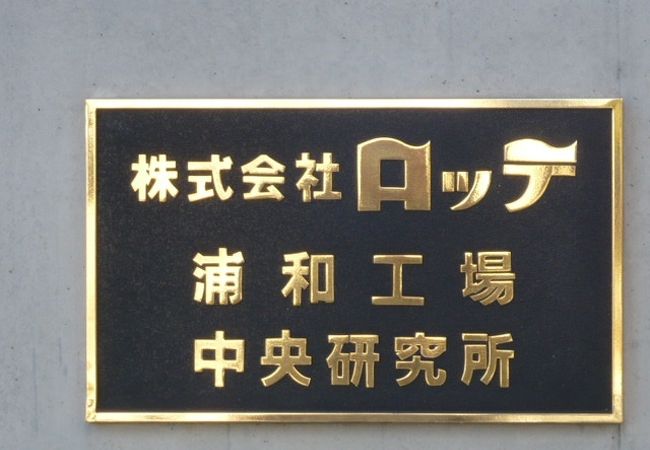 株式会社ロッテ
浦和工場
中央研究所